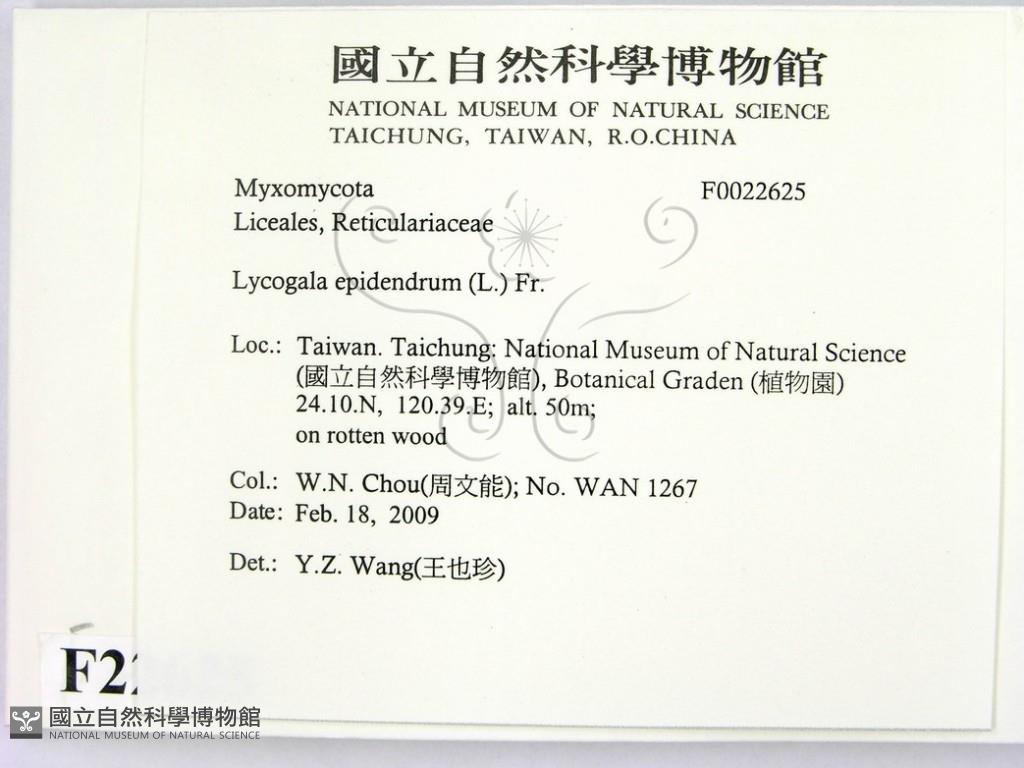 國立自然科學博物館
NATIONAL MUSEUM OF NATURAL SCIENCE
TAICHUNG, TAIWAN, R.O.CHINA
Myxomycota F0022625
Liceales, Reticulariaceae
Lycogala epidendrum (L.) Fr.
Loc.: Taiwan. Taichung: National Museum of Natural Science
(國立自然科學博物館), Botanical Graden (植物園)
24.10.N, 120.39.E; alt. 50m;
on rotten wood
Col.: W.N. Chou(周文能); No. WAN 1267
Date: Feb. 18, 2009
Det.: Y.Z. Wang(王也珍)
F22
國立自然科學博物館
NATIONAL MUSEUM OF NATURAL SCIENCE